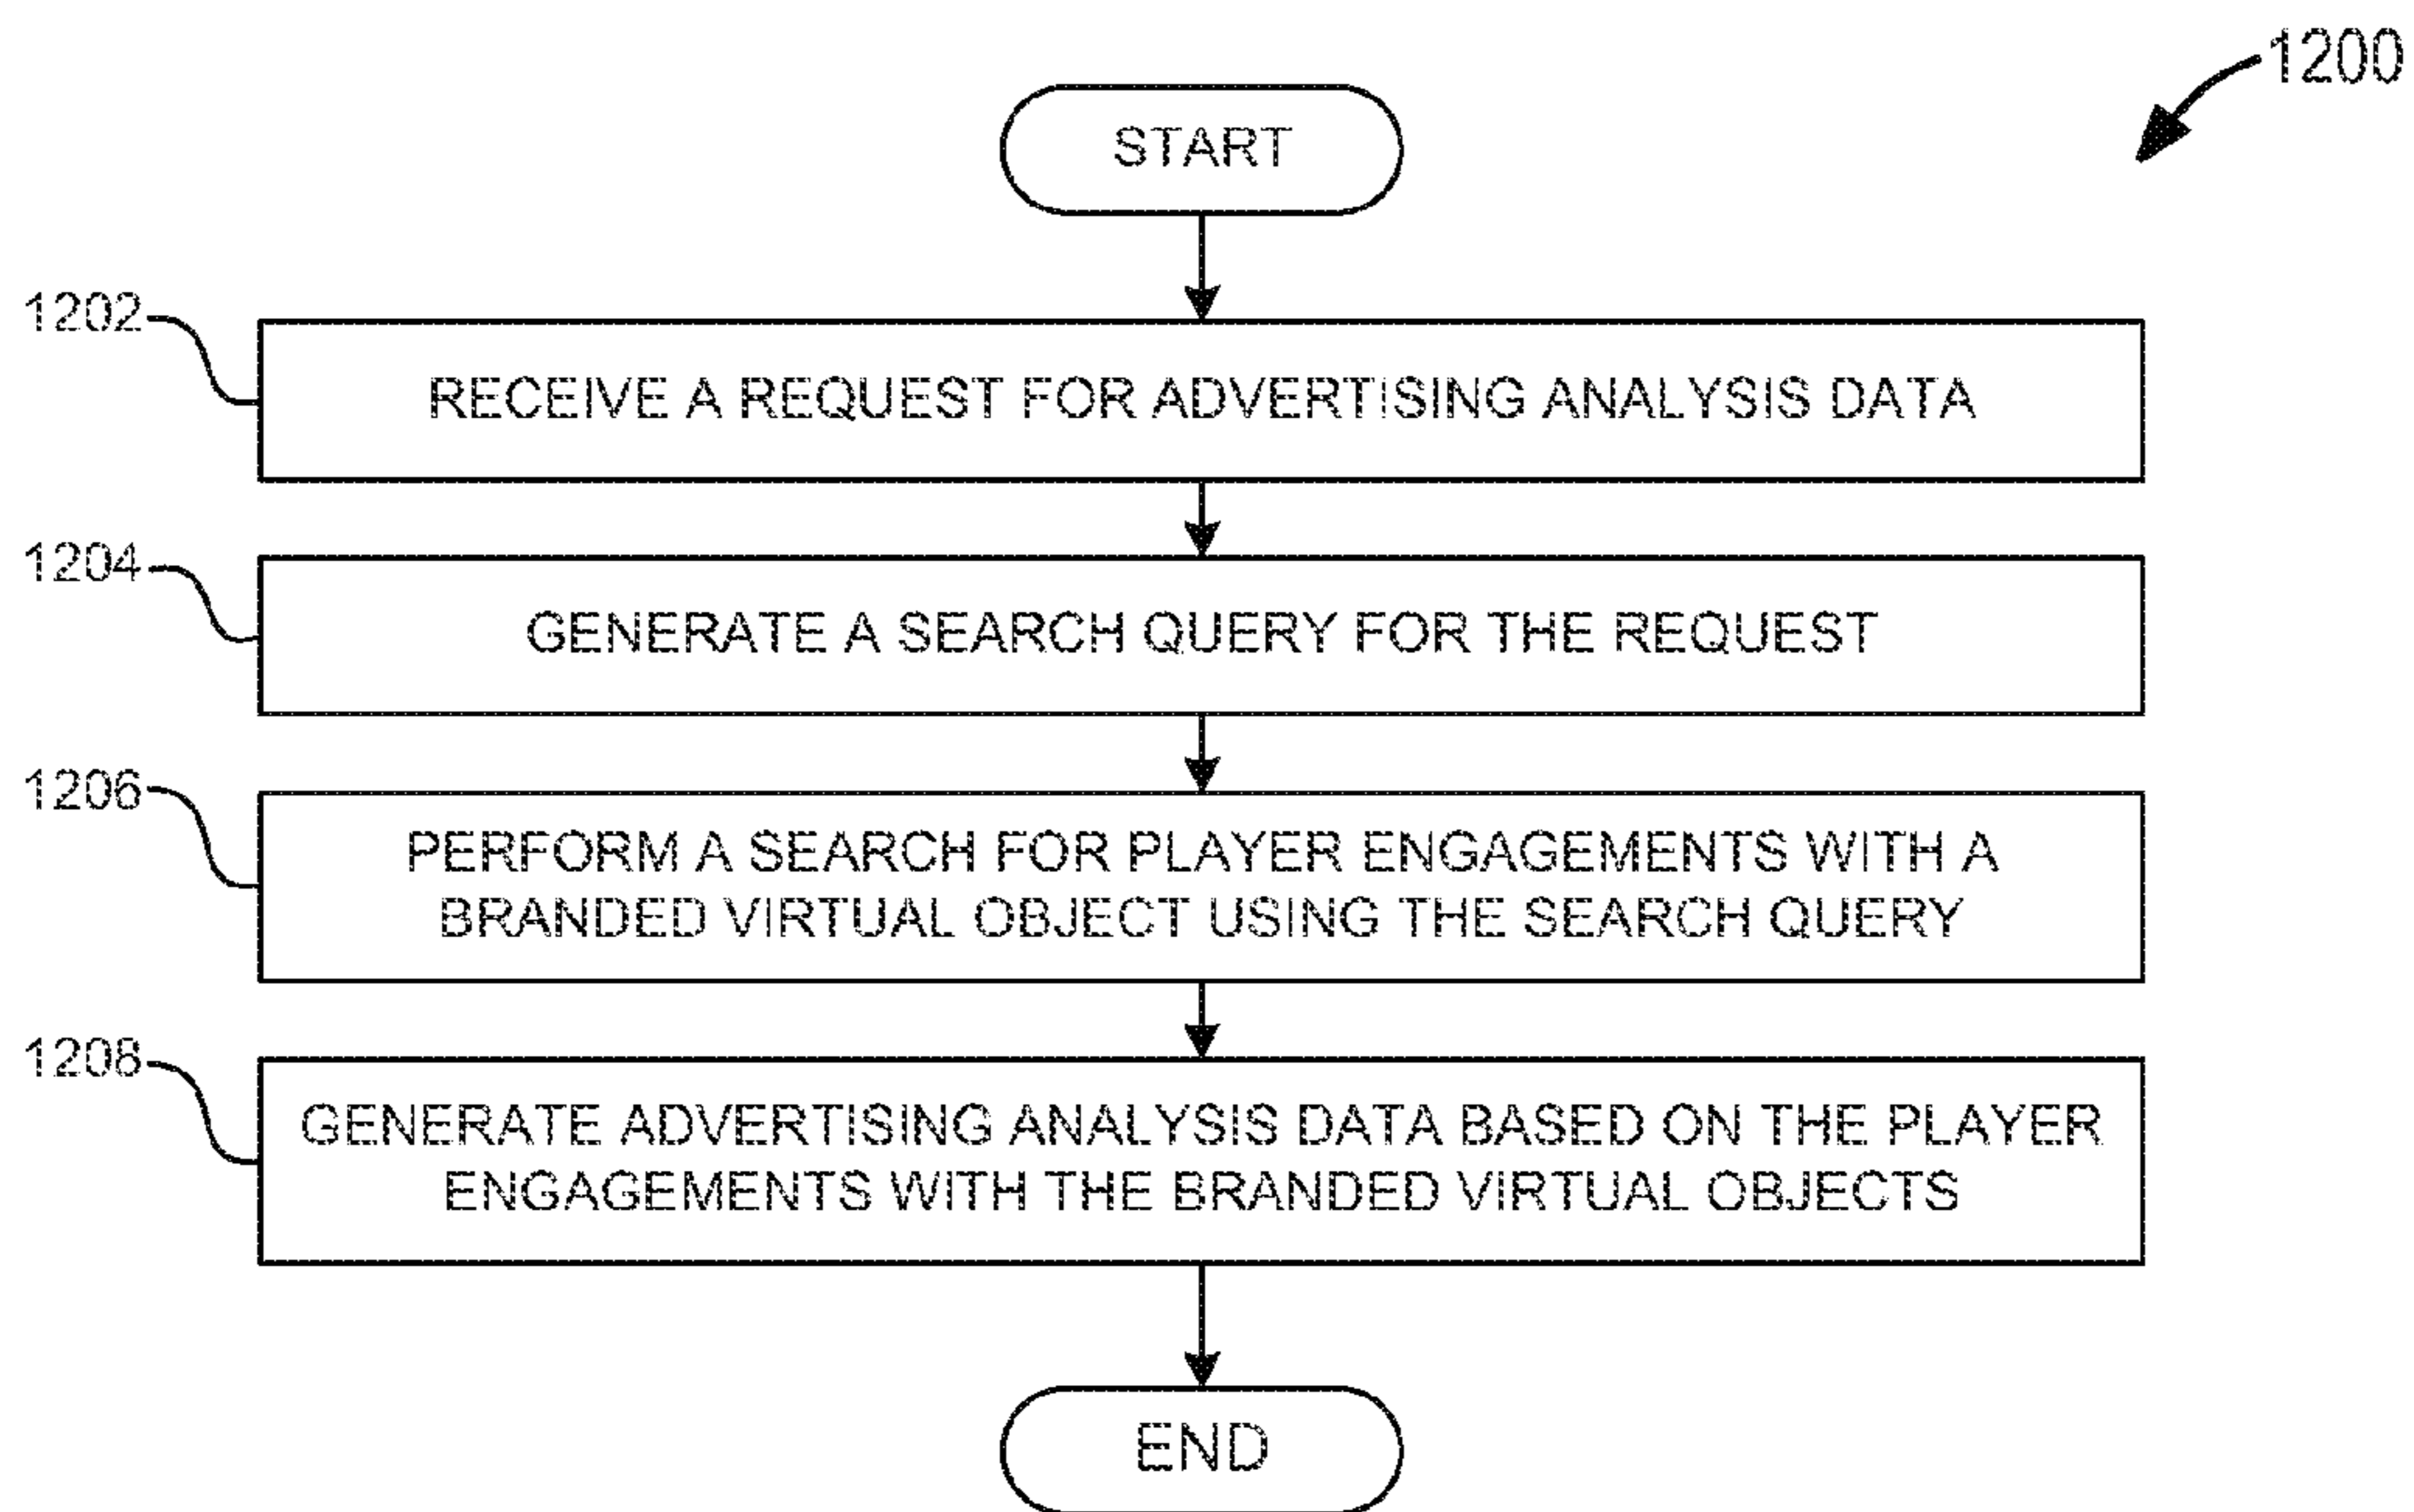 1200
START
1202
RECEIVE A REQUEST FOR ADVERTISING ANALYSIS DATA
1204
GENERATE A SEARCH QUERY FOR THE REQUEST
1206
PERFORM A SEARCH FOR PLAYER ENGAGEMENTS WITH A
BRANDED VIRTUAL OBJECT USING THE SEARCH QUERY
1208
GENERATE ADVERTISING ANALYSIS DATA BASED ON THE PLAYER
ENGAGEMENTS WITH THE BRANDED VIRTUAL OBJECTS
END